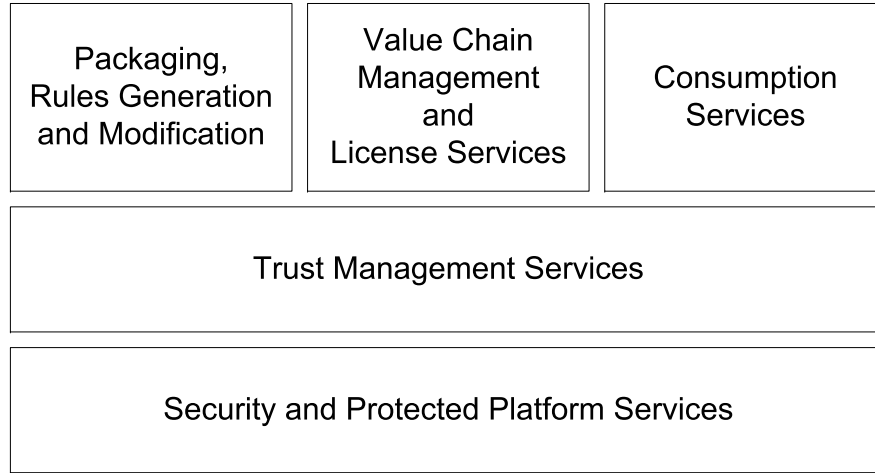 Packaging,
Rules Generation
and Modification
Value Chain
Management
and
License Services
Consumption
Services
Trust Management Services
Security and Protected Platform Services